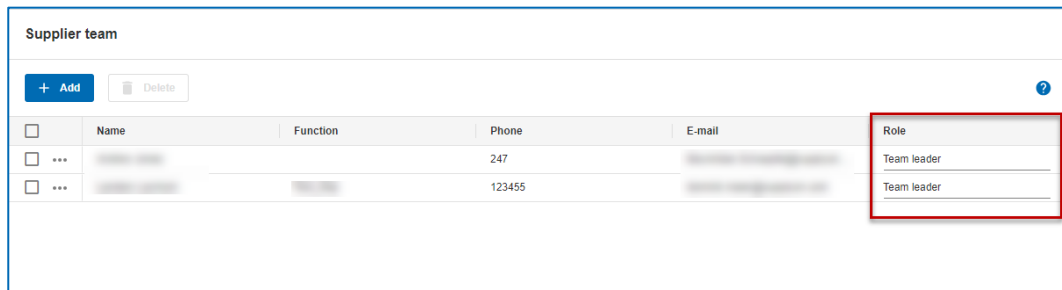 Supplier team
+ Add Delete
?
Name Function Phone E-mail Role
247 Team leader
123455 Team leader